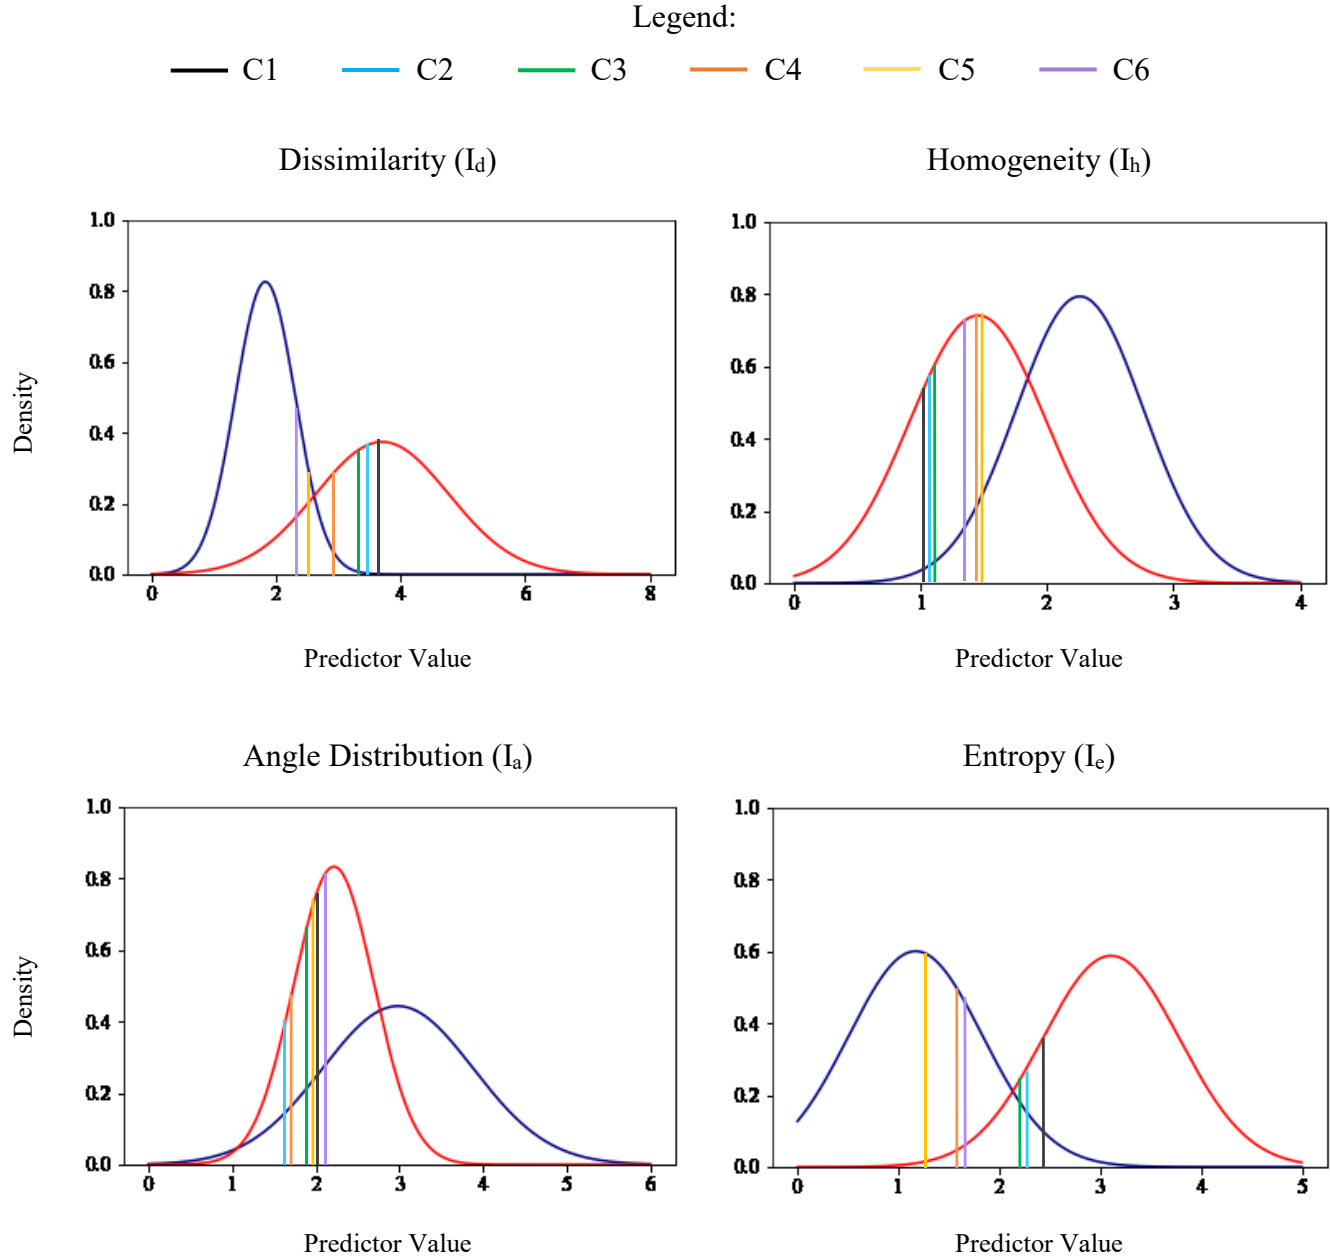 Legend:
C1 C2 C3 C4 C5 C6
Dissimilarity (Id)
Homogeneity (Ih)
1.0
0.8
0.6
0.4
0.2
0.0
0 2 4 6 8
Density
Predictor Value
1.0
0.8
0.6
0.4
0.2
0.0
0 1 2 3 4
Predictor Value
Angle Distribution (Ia)
Entropy (Ie)
1.0
0.8
0.6
0.4
0.2
0.0
0 1 2 3 4 5 6
Density
Predictor Value
1.0
0.8
0.6
0.4
0.2
0.0
0 1 2 3 4 5
Predictor Value